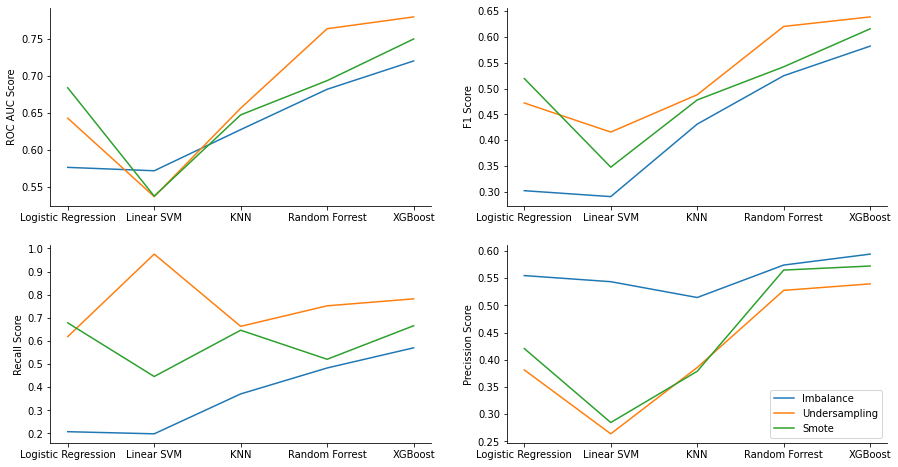 ROC AUC Score
0.75
0.70
0.65
0.60
0.55
Logistic Regression Linear SVM KNN Random Forrest XGBoost
F1 Score
0.65
0.60
0.55
0.50
0.45
0.40
0.35
0.30
Logistic Regression Linear SVM KNN Random Forrest XGBoost
Recall Score
1.0
0.9
0.8
0.7
0.6
0.5
0.4
0.3
0.2
Logistic Regression Linear SVM KNN Random Forrest XGBoost
Precission Score
0.60
0.55
0.50
0.45
0.40
0.35
0.30
0.25
Logistic Regression Linear SVM KNN Random Forrest XGBoost
Imbalance
Undersampling
Smote